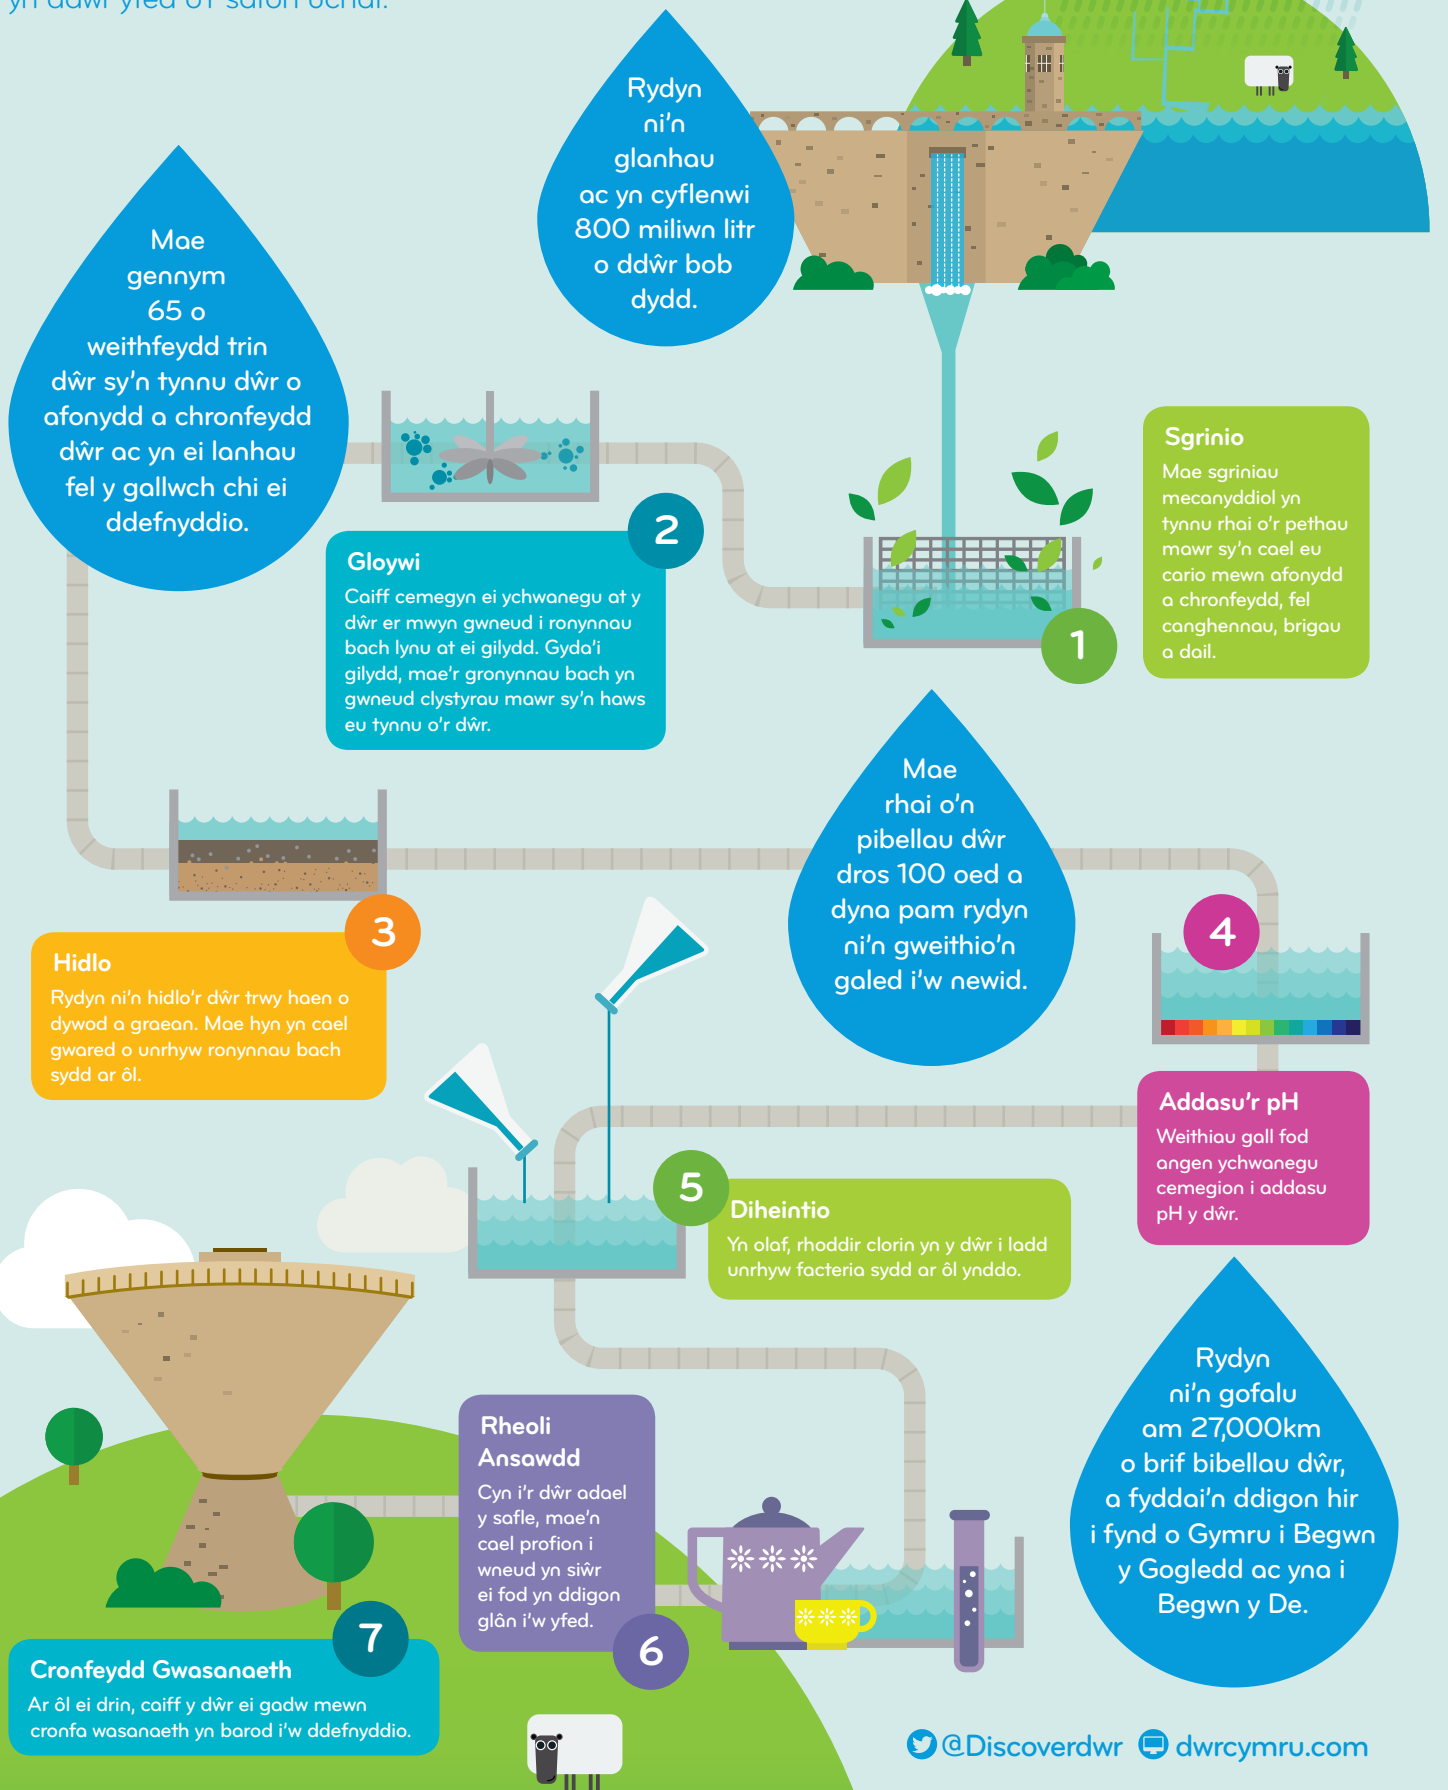 yn ddŵr yfed o'r safon uchaf.
Rydyn
ni'n
glanhau
ac yn cyflenwi
800 miliwn litr
o ddŵr bob
dydd.
Mae
gennym
65 o
weithfeydd trin
dŵr sy'n tynnu dŵr o
afonydd a chronfeydd
dŵr ac yn ei lanhau
fel y gallwch chi ei
ddefnyddio.
1
Sgrinio
Mae sgriniau
mecanyddiol yn
tynnu rhai o'r pethau
mawr sy'n cael eu
cario mewn afonydd
a chronfeydd, fel
canghennau, brigau
a dail.
2
Gloywi
Caiff cemegyn ei ychwanegu at y
dŵr er mwyn gwneud i ronynnau
bach lynu at ei gilydd. Gyda'i
gilydd, mae'r gronynnau bach yn
gwneud clystyrau mawr sy'n haws
eu tynnu o'r dŵr.
Mae
rhai o'n
pibellau dŵr
dros 100 oed a
dyna pam rydyn
ni'n gweithio'n
galed i'w newid.
3
Hidlo
Rydyn ni'n hidlo'r dŵr trwy haen o
dywod a graean. Mae hyn yn cael
gwared o unrhyw ronynnau bach
sydd ar ôl.
4
Addasu'r pH
Weithiau gall fod
angen ychwanegu
cemegion i addasu
pH y dŵr.
5
Diheintio
Yn olaf, rhoddir clorin yn y dŵr i ladd
unrhyw facteria sydd ar ôl ynddo.
Rydyn
ni'n gofalu
am 27,000km
o brif bibellau dŵr,
a fyddai'n ddigon hir
i fynd o Gymru i Begwn
y Gogledd ac yna i
Begwn y De.
Rheoli
Ansawdd
Cyn i'r dŵr adael
y safle, mae'n
cael profion i
wneud yn siŵr
ei fod yn ddigon
glân i'w yfed.
6
7
Cronfeydd Gwasanaeth
Ar ôl ei drin, caiff y dŵr ei gadw mewn
cronfa wasanaeth yn barod i'w ddefnyddio.
@Discoverdwr dwrcymru.com